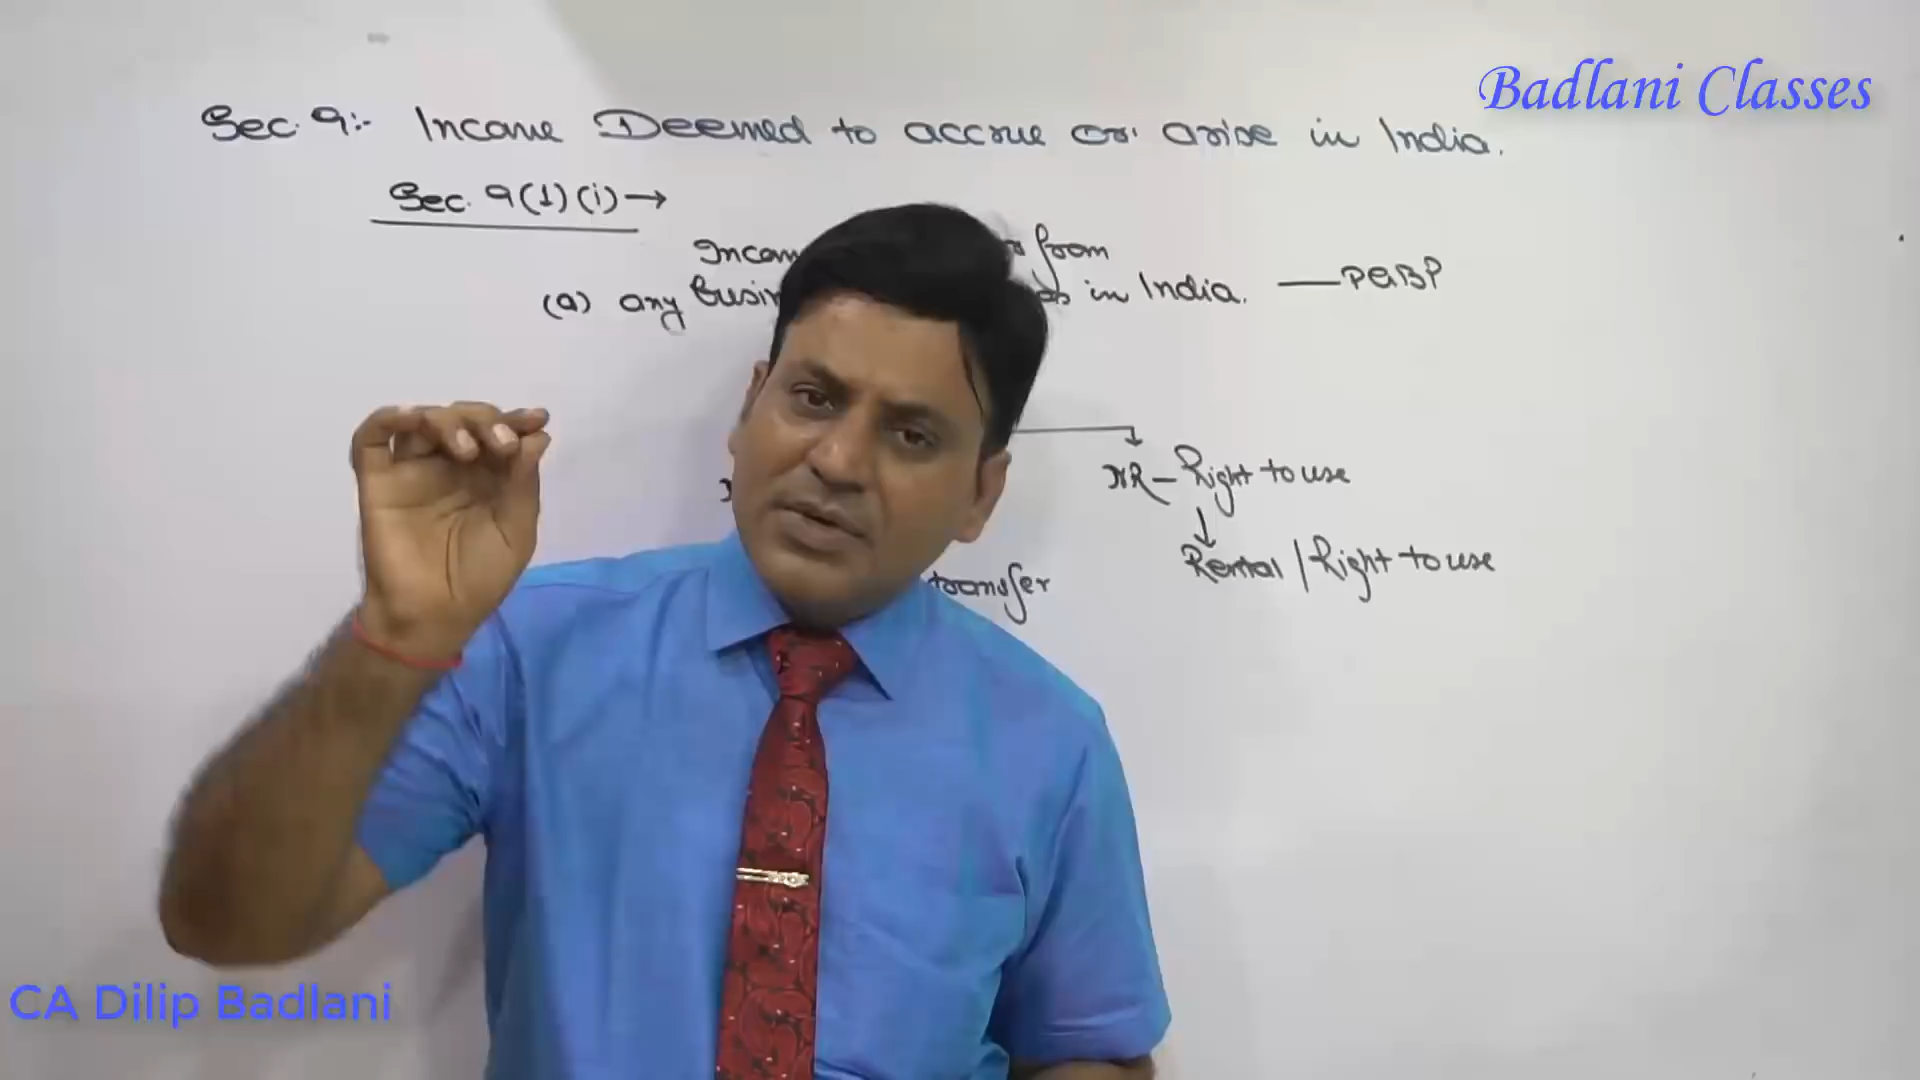 Badlani Classes
Sec. 9:- Income Deemed to accrue or arise in India.
Sec. 9(1)(i) →
from
(a) any in India. — PGBP
NR - Right to use
↓
Rental / Right to use
transfer
CA Dilip Badlani